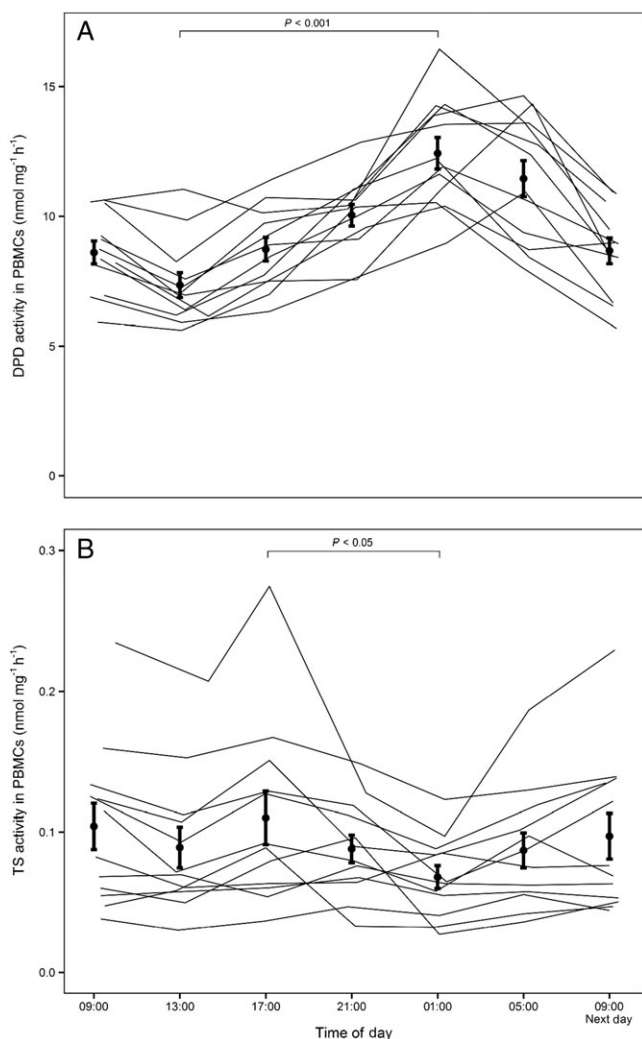 A
P < 0.001
15
10
5
0
DPD activity in PBMCs (nmol mg⁻¹ h⁻¹)
B
P < 0.05
0.3
0.2
0.1
0.0
TS activity in PBMCs (nmol mg⁻¹ h⁻¹)
09:00 13:00 17:00 21:00 01:00 05:00 09:00
Next day
Time of day